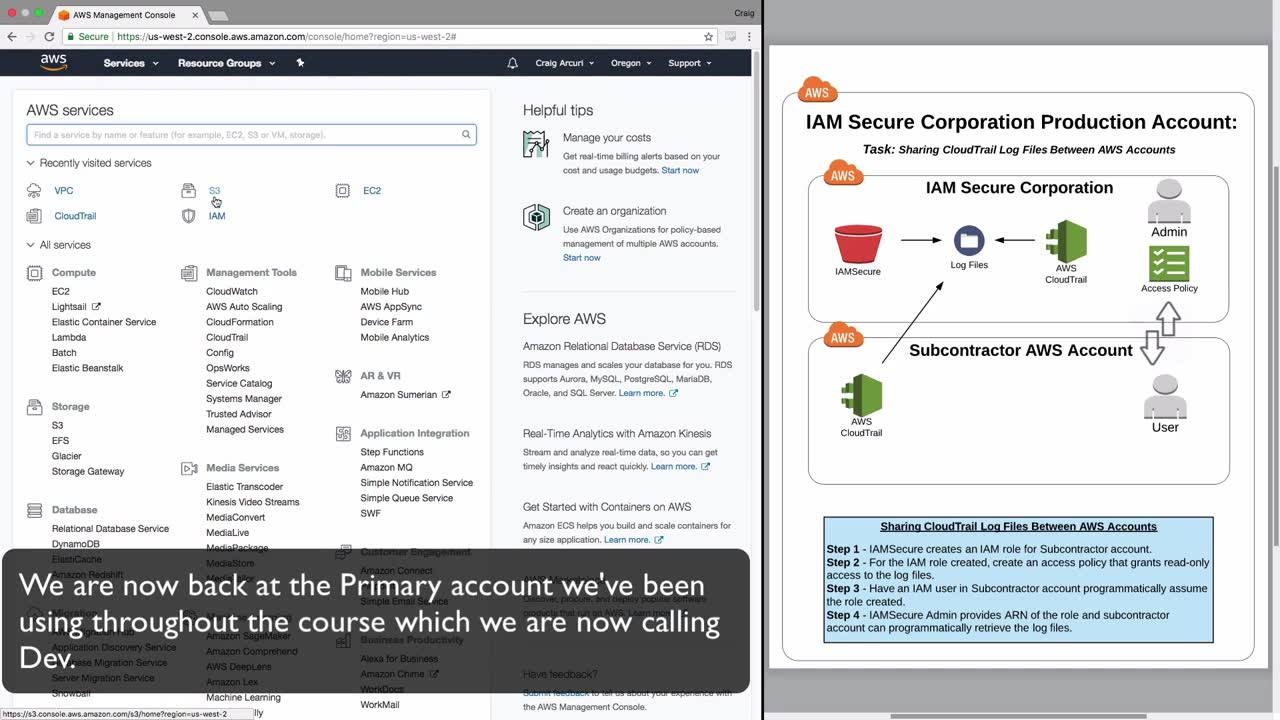 AWS Management Console
Craig
Secure
https://us-west-2.console.aws.amazon.com/console/home?region=us-west-2#
aws
Services
Resource Groups
Craig Arcuri
Oregon
Support
AWS services
Find a service by name or feature (for example, EC2, S3 or VM, storage).
Recently visited services
VPC
S3
EC2
CloudTrail
IAM
All services
Compute
EC2
Lightsail
Elastic Container Service
Lambda
Batch
Elastic Beanstalk
Storage
S3
EFS
Glacier
Storage Gateway
Database
Relational Database Service
DynamoDB
ElastiCache
Amazon Redshift
Migration
Application Discovery Service
Database Migration Service
Server Migration Service
Snowball
Management Tools
CloudWatch
AWS Auto Scaling
CloudFormation
CloudTrail
Config
OpsWorks
Service Catalog
Systems Manager
Trusted Advisor
Managed Services
Media Services
Elastic Transcoder
Kinesis Video Streams
MediaConvert
MediaLive
MediaPackage
MediaStore
Amazon SageMaker
Amazon Comprehend
AWS DeepLens
Amazon Lex
Machine Learning
Mobile Services
Mobile Hub
AWS AppSync
Device Farm
Mobile Analytics
AR & VR
Amazon Sumerian
Application Integration
Step Functions
Amazon MQ
Simple Notification Service
Simple Queue Service
SWF
Customer Engagement
Amazon Connect
Simple Email Service
Business Productivity
Alexa for Business
Amazon Chime
WorkDocs
WorkMail
Helpful tips
Manage your costs
Get real-time billing alerts based on your
cost and usage budgets. Start now
Create an organization
Use AWS Organizations for policy-based
management of multiple AWS accounts.
Start now
Explore AWS
Amazon Relational Database Service (RDS)
RDS manages and scales your database for you. RDS
supports Aurora, MySQL, PostgreSQL, MariaDB,
Oracle, and SQL Server. Learn more.
Real-Time Analytics with Amazon Kinesis
Stream and analyze real-time data, so you can get
timely insights and react quickly. Learn more.
Get Started with Containers on AWS
Amazon ECS helps you build and scale containers for
any size application. Learn more.
Have feedback?
Submit feedback to tell us about your experience with
the AWS Management Console.
We are now back at the Primary account we've been
using throughout the course which we are now calling
Dev.
https://s3.console.aws.amazon.com/s3/home?region=us-west-2
AWS
IAM Secure Corporation Production Account:
Task: Sharing CloudTrail Log Files Between AWS Accounts
AWS
IAM Secure Corporation
IAMSecure
Log Files
AWS
CloudTrail
Admin
Access Policy
AWS
Subcontractor AWS Account
AWS
CloudTrail
User
Sharing CloudTrail Log Files Between AWS Accounts
Step 1 - IAMSecure creates an IAM role for Subcontractor account.
Step 2 - For the IAM role created, create an access policy that grants read-only
access to the log files.
Step 3 - Have an IAM user in Subcontractor account programmatically assume
the role created.
Step 4 - IAMSecure Admin provides ARN of the role and subcontractor
account can programmatically retrieve the log files.